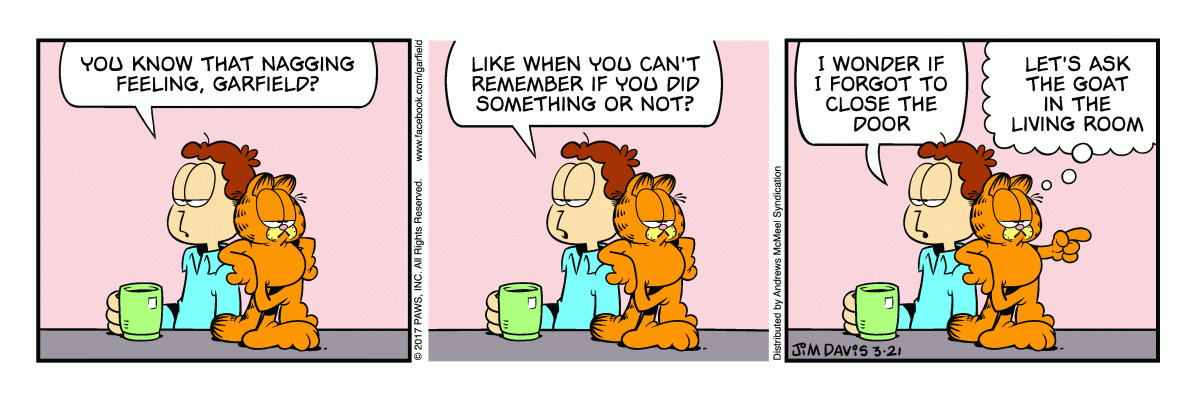 YOU KNOW THAT NAGGING
FEELING, GARFIELD?
© 2017 PAWS, INC. All Rights Reserved. www.facebook.com/garfield
LIKE WHEN YOU CAN'T
REMEMBER IF YOU DID
SOMETHING OR NOT?
Distributed by Andrews McMeel Syndication
I WONDER IF
I FORGOT TO
CLOSE THE
DOOR
LET'S ASK
THE GOAT
IN THE
LIVING ROOM
JIM DAVIS 3-21